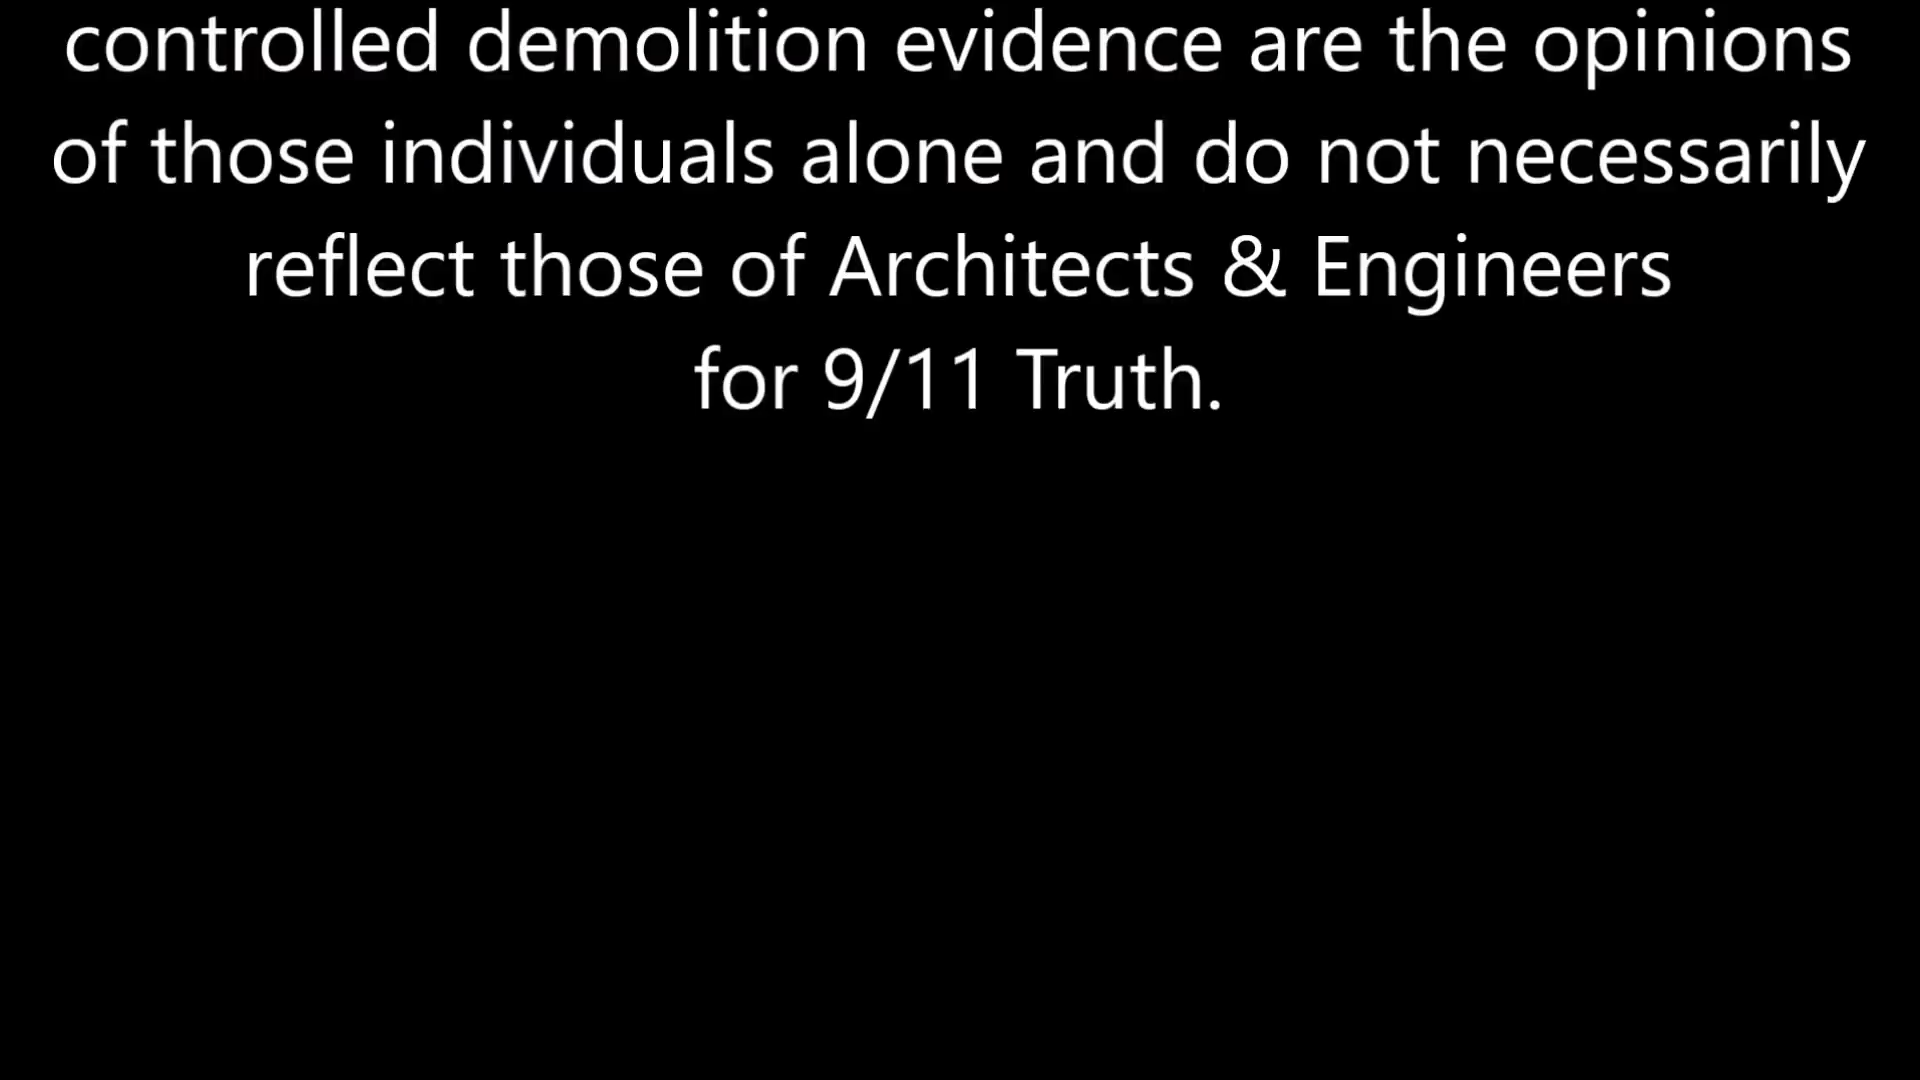 controlled demolition evidence are the opinions
of those individuals alone and do not necessarily
reflect those of Architects & Engineers
for 9/11 Truth.